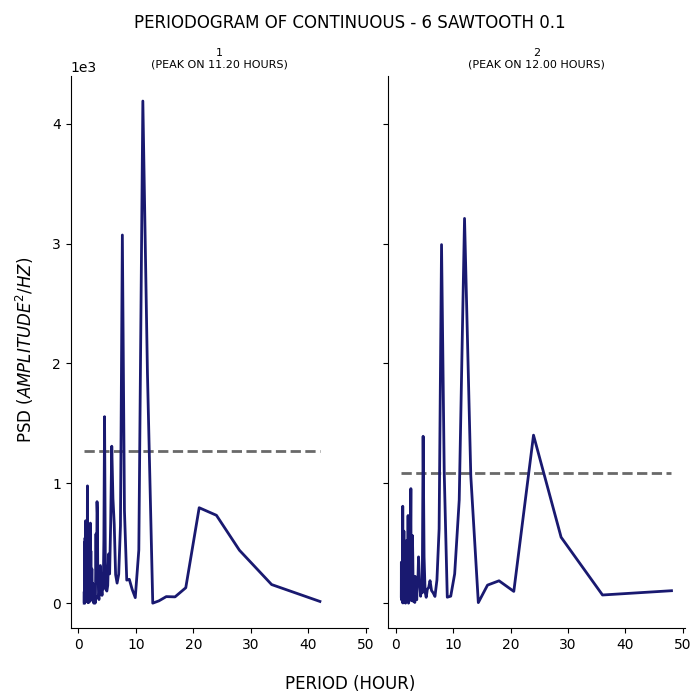 PERIODOGRAM OF CONTINUOUS - 6 SAWTOOTH 0.1
1
(PEAK ON 11.20 HOURS)
2
(PEAK ON 12.00 HOURS)
1e3
4
3
2
1
0
PSD (AMPLITUDE²/HZ)
0 10 20 30 40 50
0 10 20 30 40 50
PERIOD (HOUR)